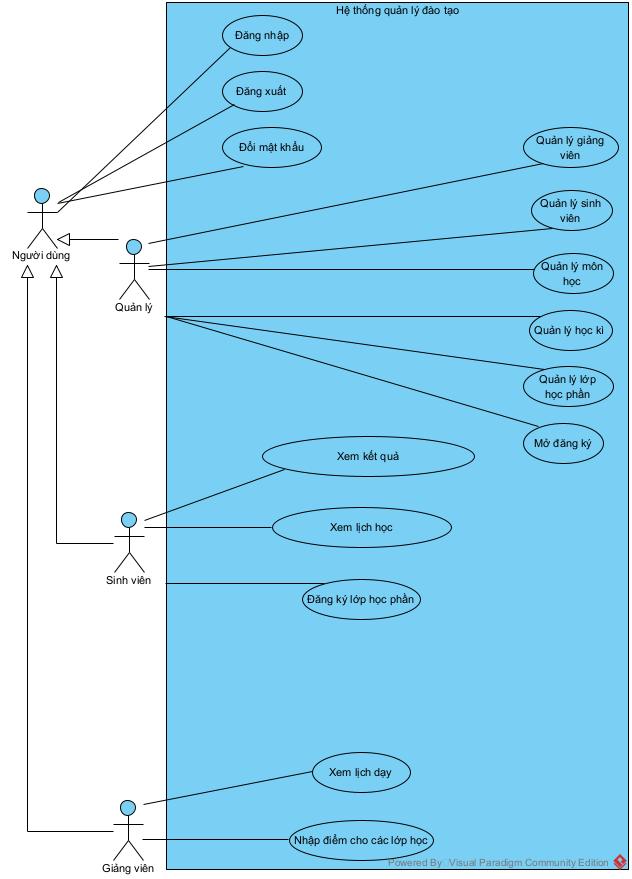 Hệ thống quản lý đào tạo
Đăng nhập
Đăng xuất
Đổi mật khẩu
Quản lý giảng
viên
Quản lý sinh
viên
Người dùng
Quản lý môn
học
Quản lý
Quản lý học kì
Quản lý lớp
học phần
Mở đăng ký
Xem kết quả
Xem lịch học
Sinh viên
Đăng ký lớp học phần
Xem lịch dạy
Nhập điểm cho các lớp học
Giảng viên
Powered By Visual Paradigm Community Edition